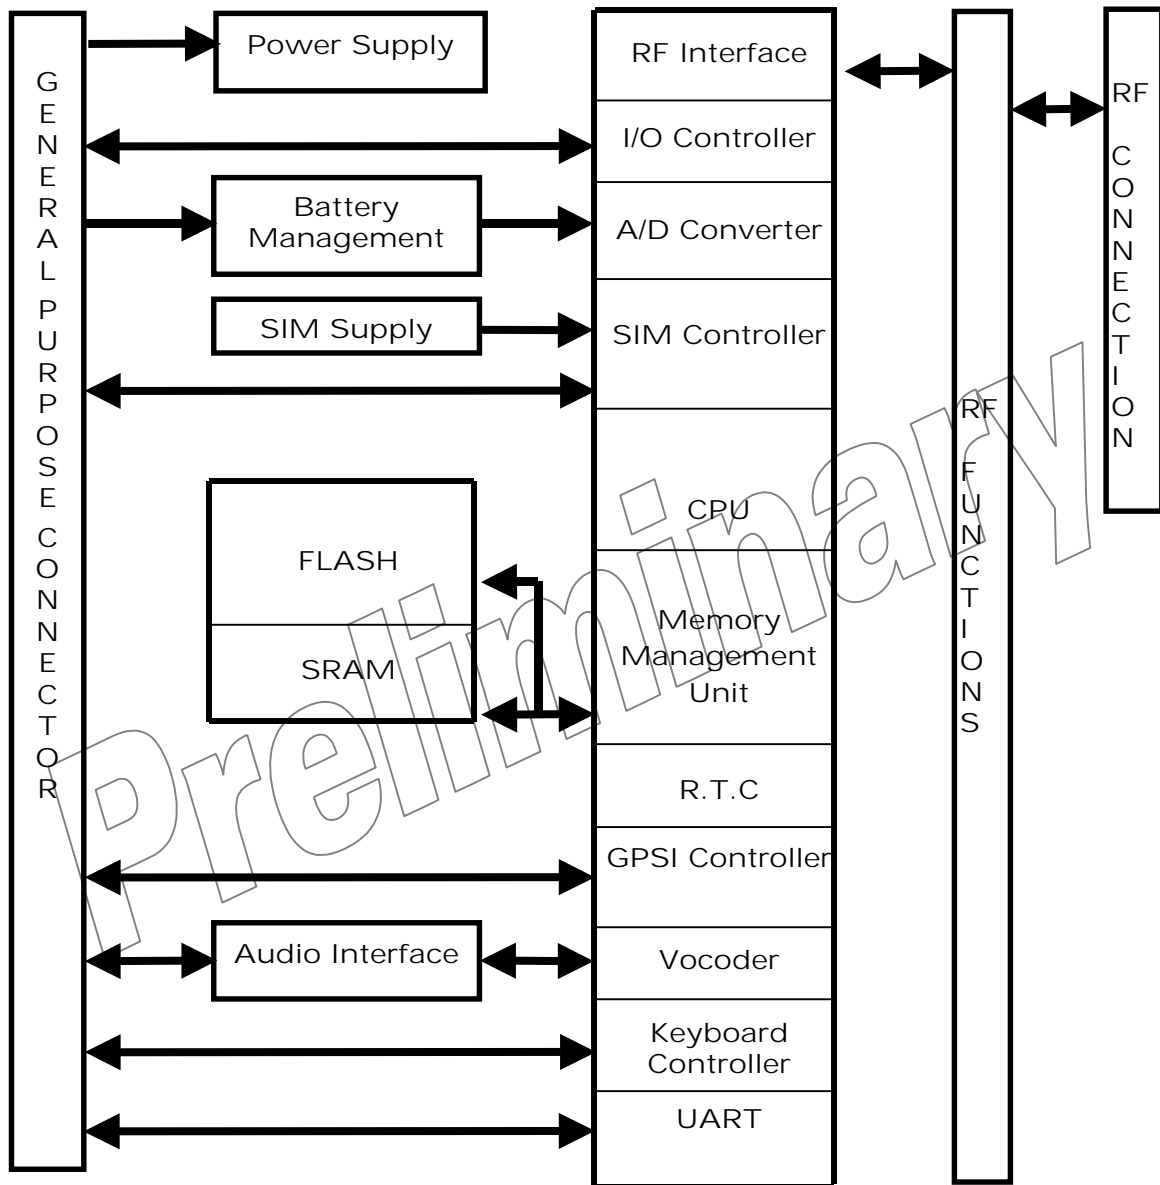 GENERAL PURPOSE CONNECTOR
Power Supply
Battery
Management
SIM Supply
FLASH
SRAM
Audio Interface
RF Interface
I/O Controller
A/D Converter
SIM Controller
CPU
Memory
Management
Unit
R.T.C
GPSI Controller
Vocoder
Keyboard
Controller
UART
RF FUNCTIONS
RF CONNECTION
Preliminary